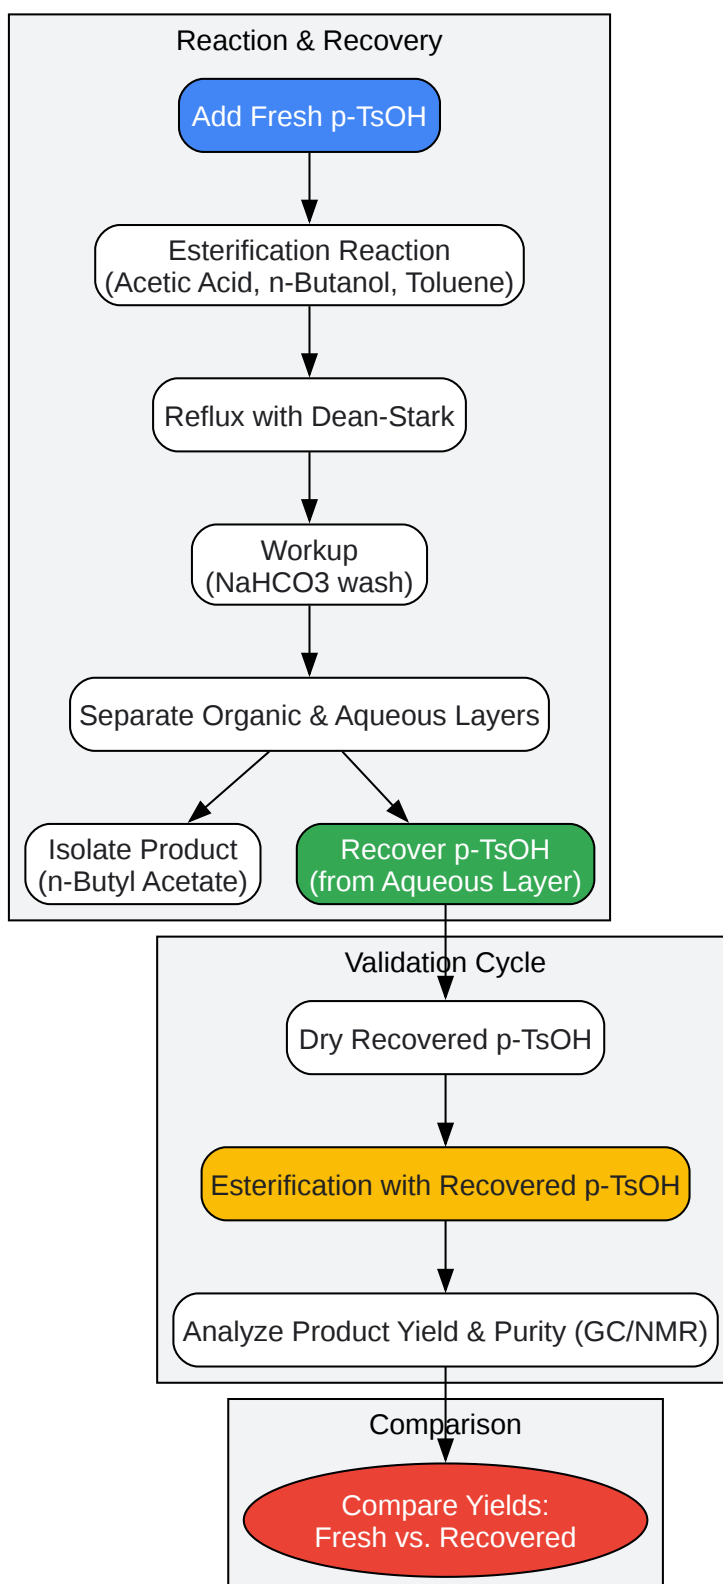 Reaction & Recovery
Add Fresh p-TsOH
Esterification Reaction
(Acetic Acid, n-Butanol, Toluene)
Reflux with Dean-Stark
Workup
(NaHCO3 wash)
Separate Organic & Aqueous Layers
Isolate Product
(n-Butyl Acetate)
Recover p-TsOH
(from Aqueous Layer)
Validation Cycle
Dry Recovered p-TsOH
Esterification with Recovered p-TsOH
Analyze Product Yield & Purity (GC/NMR)
Comparison
Compare Yields:
Fresh vs. Recovered